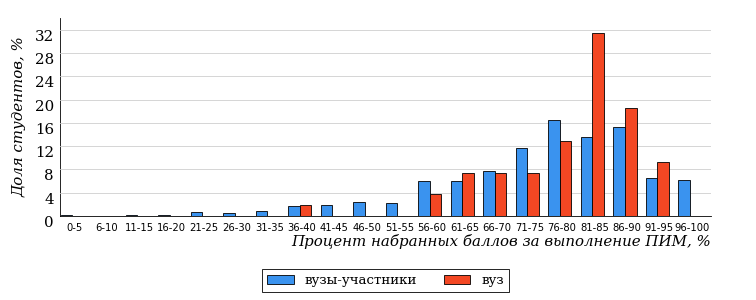 Доля студентов, %
32
28
24
20
16
12
8
4
0
0-5 6-10 11-15 16-20 21-25 26-30 31-35 36-40 41-45 46-50 51-55 56-60 61-65 66-70 71-75 76-80 81-85 86-90 91-95 96-100
Процент набранных баллов за выполнение ПИМ, %
вузы-участники вуз